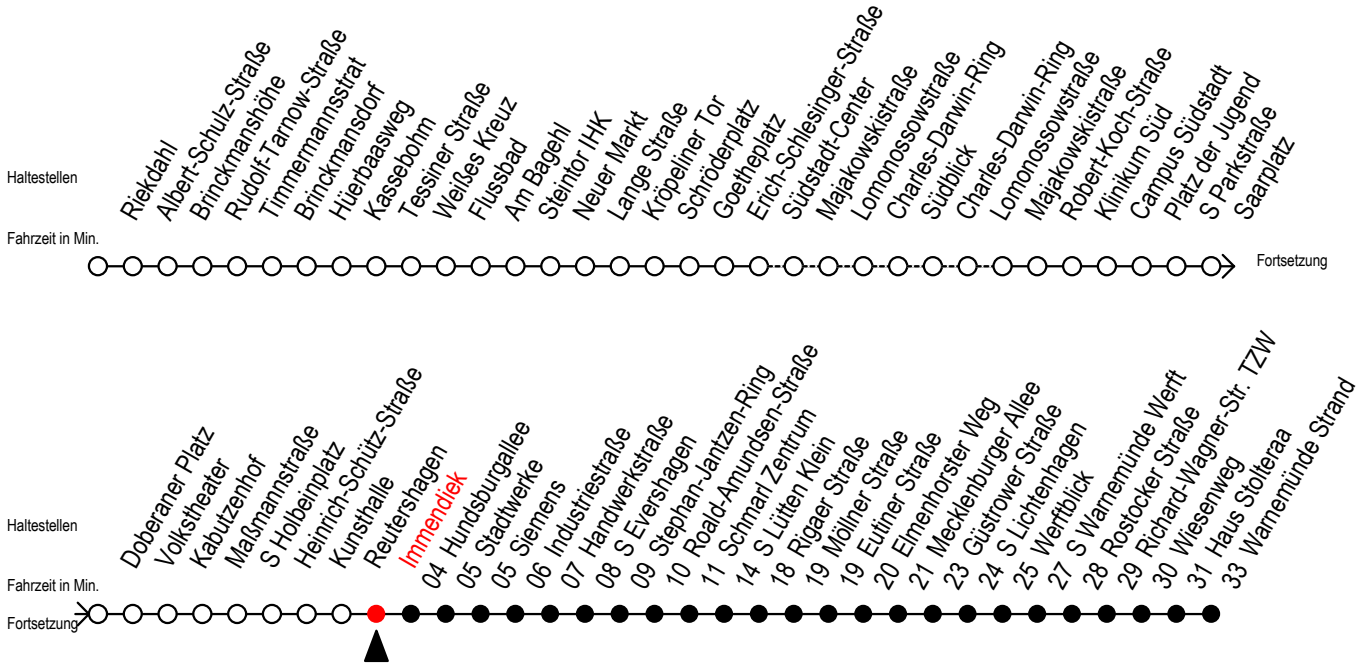 Haltestellen
Riekdahl
Albert-Schulz-Straße
Brinckmanshöhe
Rudolf-Tarnow-Straße
Timmermannsstrat
Brinckmansdorf
Hüerbaasweg
Kassebohm
Tessiner Straße
Weißes Kreuz
Flussbad
Am Bagehl
Steintor IHK
Neuer Markt
Lange Straße
Kröpeliner Tor
Schröderplatz
Goetheplatz
Erich-Schlesinger-Straße
Südstadt-Center
Majakowskistraße
Lomonossowstraße
Charles-Darwin-Ring
Südblick
Charles-Darwin-Ring
Lomonossowstraße
Majakowskistraße
Robert-Koch-Straße
Klinikum Süd
Campus Südstadt
Platz der Jugend
S Parkstraße
Saarplatz
Fahrzeit in Min.
Fortsetzung
Haltestellen
Doberaner Platz
Volkstheater
Kabutzenhof
Maßmannstraße
S Holbeinplatz
Heinrich-Schütz-Straße
Kunsthalle
Reutershagen
Immendiek
04 Hundsburgallee
05 Stadtwerke
05 Siemens
06 Industriestraße
07 Handwerkstraße
08 S Evershagen
09 Stephan-Jantzen-Ring
10 Roald-Amundsen-Straße
11 Schmarl Zentrum
14 S Lütten Klein
18 Rigaer Straße
19 Möllner Straße
19 Eutiner Straße
20 Elmenhorster Weg
21 Mecklenburger Allee
23 Güstrower Straße
24 S Lichtenhagen
25 Werftblick
27 S Warnemünde Werft
28 Rostocker Straße
29 Richard-Wagner-Str. TZW
30 Wiesenweg
31 Haus Stolteraa
33 Warnemünde Strand
Fahrzeit in Min.
Fortsetzung